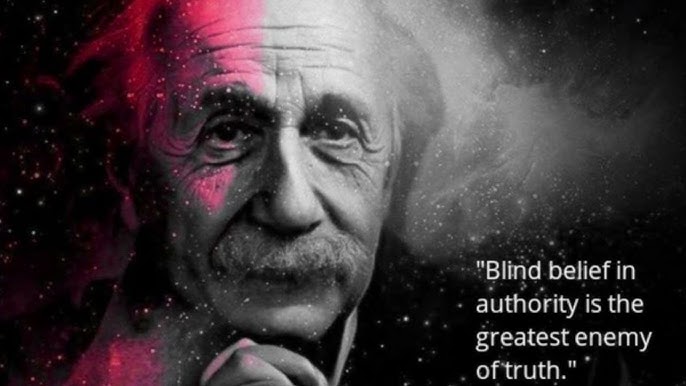 "Blind belief in
authority is the
greatest enemy
of truth."